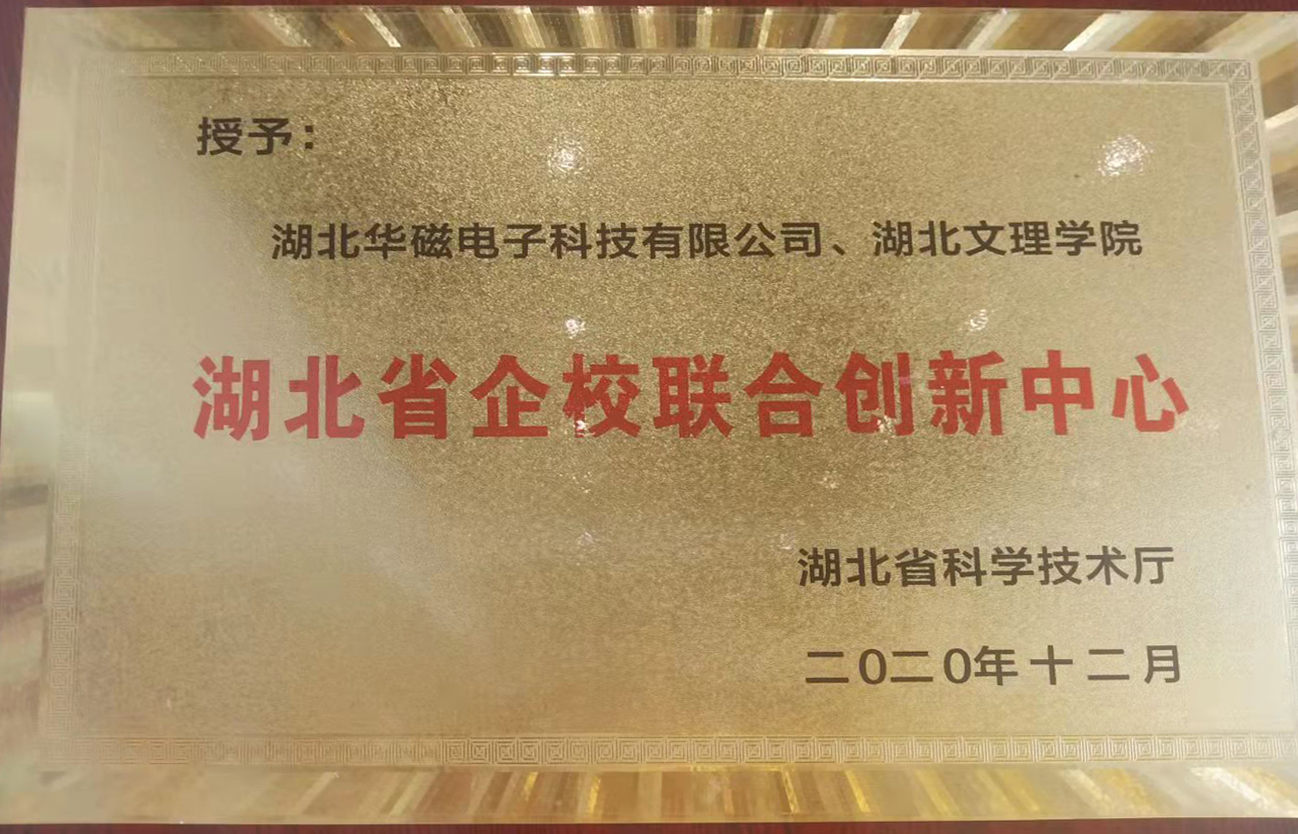 授予：
湖北华磁电子科技有限公司、湖北文理学院
湖北省企校联合创新中心
湖北省科学技术厅
二0二0年十二月